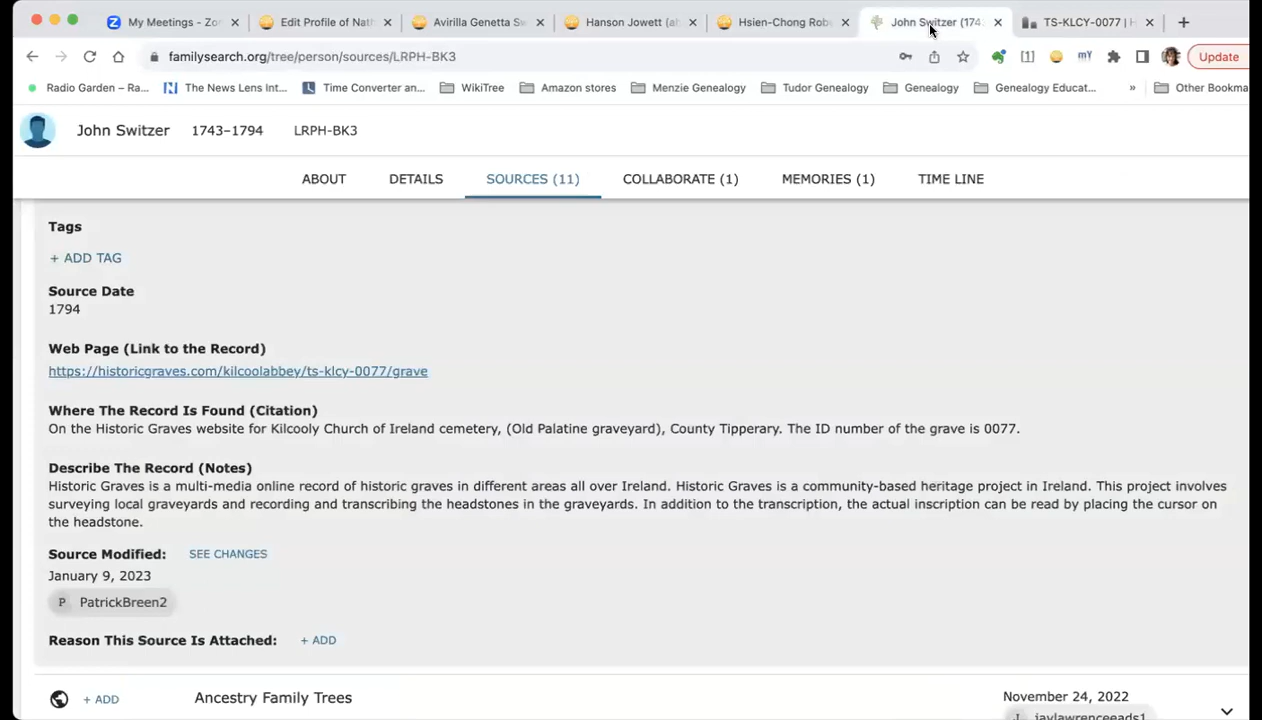 My Meetings - Zo
Edit Profile of Nat
Avirilla Genetta Sw
Hanson Jowett (a
Hsien-Chong Rob
John Switzer (174
TS-KLCY-0077 | H
familysearch.org/tree/person/sources/LRPH-BK3
Update
Radio Garden – Ra...
The News Lens Int...
Time Converter an...
WikiTree
Amazon stores
Menzie Genealogy
Tudor Genealogy
Genealogy
Genealogy Educat...
»
Other Bookma
John Switzer 1743–1794 LRPH-BK3
ABOUT DETAILS SOURCES (11) COLLABORATE (1) MEMORIES (1) TIME LINE
Tags
+ ADD TAG
Source Date
1794
Web Page (Link to the Record)
https://historicgraves.com/kilcoolabbey/ts-klcy-0077/grave
Where The Record Is Found (Citation)
On the Historic Graves website for Kilcooly Church of Ireland cemetery, (Old Palatine graveyard), County Tipperary. The ID number of the grave is 0077.
Describe The Record (Notes)
Historic Graves is a multi-media online record of historic graves in different areas all over Ireland. Historic Graves is a community-based heritage project in Ireland. This project involves
surveying local graveyards and recording and transcribing the headstones in the graveyards. In addition to the transcription, the actual inscription can be read by placing the cursor on
the headstone.
Source Modified: SEE CHANGES
January 9, 2023
P PatrickBreen2
Reason This Source Is Attached: + ADD
+ ADD Ancestry Family Trees November 24, 2022
J jaylawrenceeads1